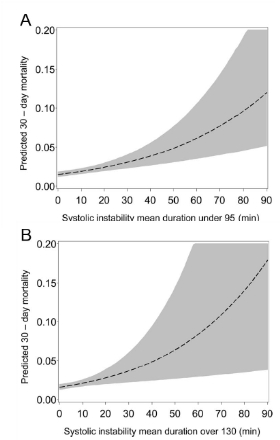 A
0.20
0.15
0.10
0.05
0.00
Predicted 30 – day mortality
0 10 20 30 40 50 60 70 80 90
Systolic instability mean duration under 95 (min)
B
0.20
0.15
0.10
0.05
0.00
Predicted 30 – day mortality
0 10 20 30 40 50 60 70 80 90
Systolic instability mean duration over 130 (min)